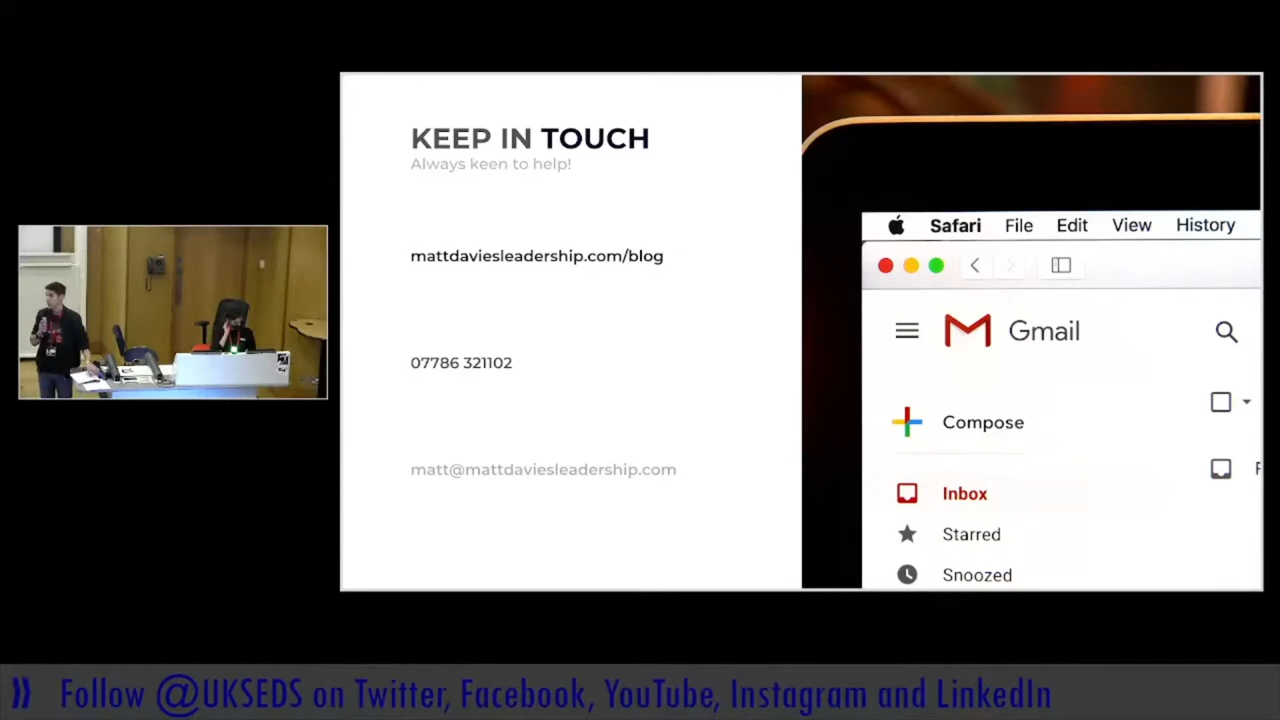 KEEP IN TOUCH
Always keen to help!
mattdaviesleadership.com/blog
07786 321102
matt@mattdaviesleadership.com
Safari File Edit View History
Gmail
Compose
Inbox
Starred
Snoozed
Follow @UKSEDS on Twitter, Facebook, YouTube, Instagram and LinkedIn